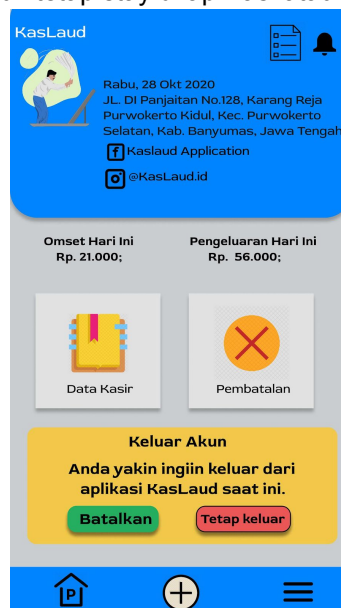 KasLaud
Rabu, 28 Okt 2020
JL. DI Panjaitan No.128, Karang Reja
Purwokerto Kidul, Kec. Purwokerto
Selatan, Kab. Banyumas, Jawa Tengah
Kaslaud Application
@KasLaud.id
Omset Hari Ini
Rp. 21.000;
Pengeluaran Hari Ini
Rp. 56.000;
Data Kasir
Pembatalan
Keluar Akun
Anda yakin ingiin keluar dari
aplikasi KasLaud saat ini.
Batalkan
Tetap keluar
P